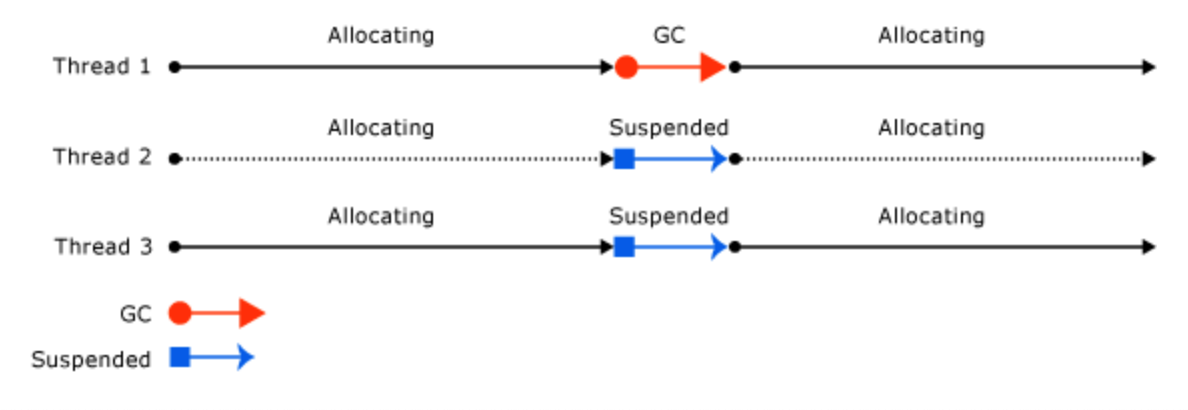 Allocating GC Allocating
Thread 1
Allocating Suspended Allocating
Thread 2
Allocating Suspended Allocating
Thread 3
GC
Suspended